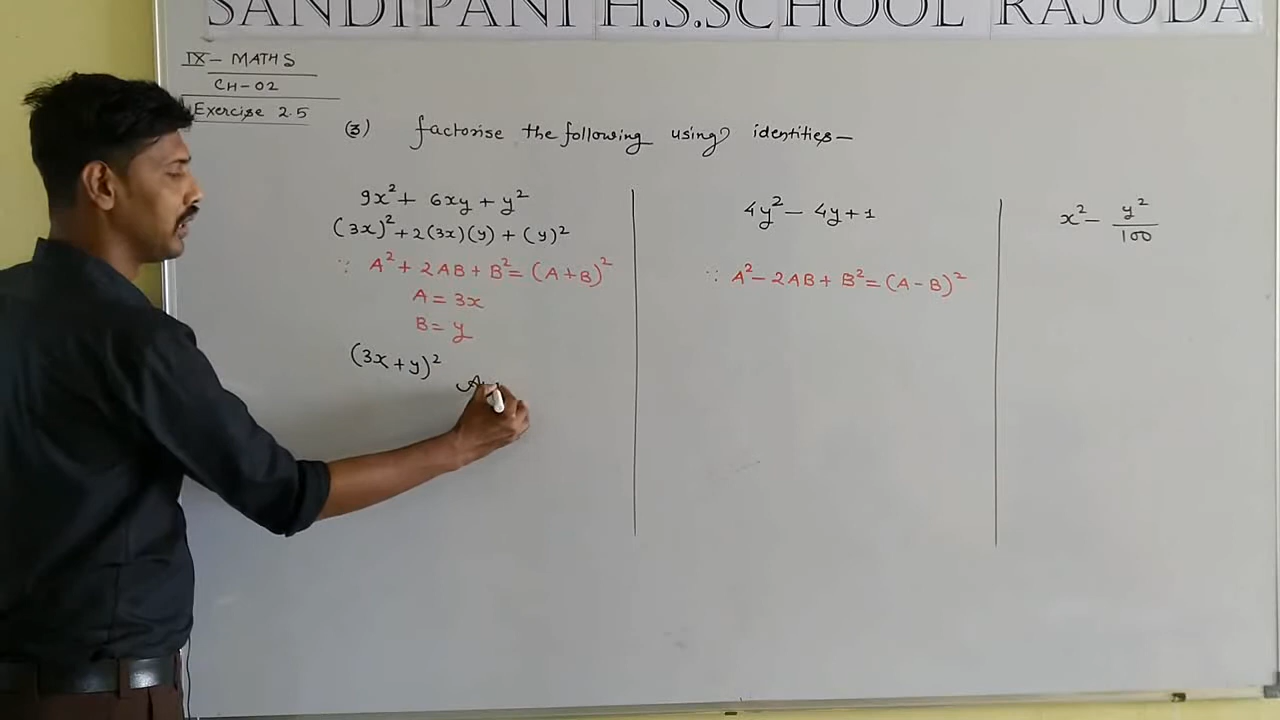 SANDIPANI H.S.SCHOOL RAJODA
IX - MATHS
CH-02
Exercise 2.5
(3) factorise the following using identities—
9x² + 6xy + y²
(3x)² + 2(3x)(y) + (y)²
∵ A² + 2AB + B² = (A+B)²
A = 3x
B = y
(3x + y)²
4y² - 4y + 1
∵ A² - 2AB + B² = (A - B)²
x² - y²/100